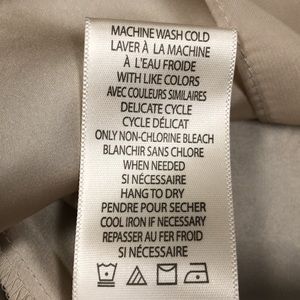 MACHINE WASH COLD
LAVER À LA MACHINE
À L'EAU FROIDE
WITH LIKE COLORS
AVEC COULEURS SIMILAIRES
DELICATE CYCLE
CYCLE DÉLICAT
ONLY NON-CHLORINE BLEACH
BLANCHIR SANS CHLORE
WHEN NEEDED
SI NÉCESSAIRE
HANG TO DRY
PENDRE POUR SECHER
COOL IRON IF NECESSARY
REPASSER AU FER FROID
SI NÉCESSAIRE